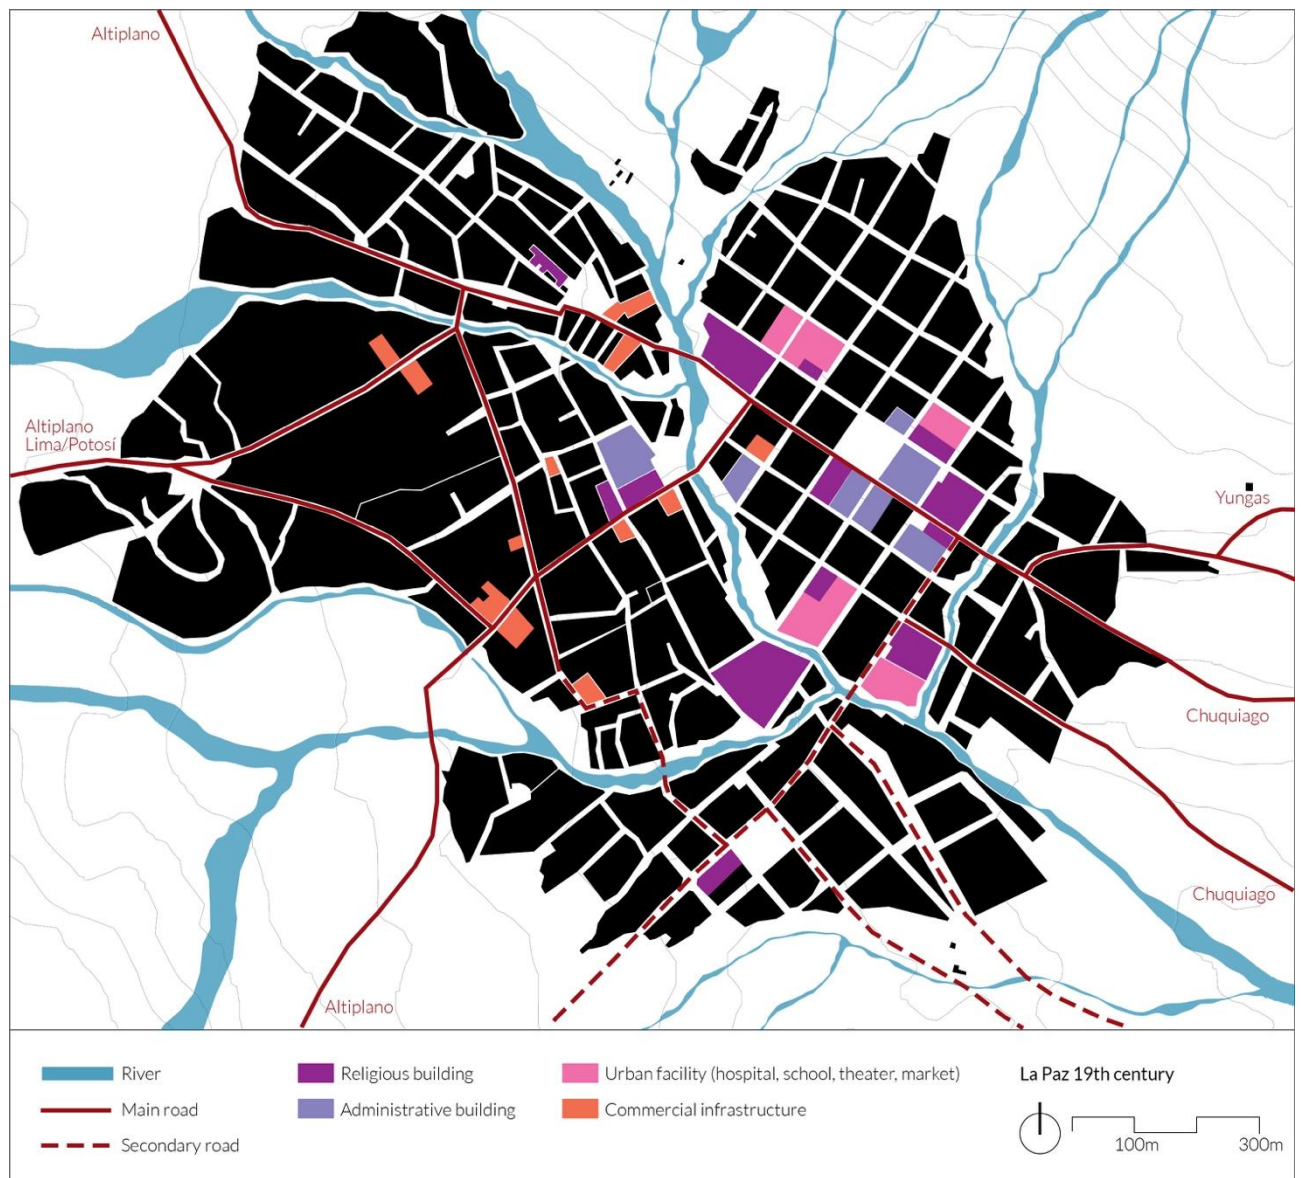 Altiplano
Altiplano
Lima/Potosí
Yungas
Chuquiago
Chuquiago
Altiplano
River
Main road
Secondary road
Religious building
Administrative building
Urban facility (hospital, school, theater, market)
Commercial infrastructure
La Paz 19th century
100m
300m